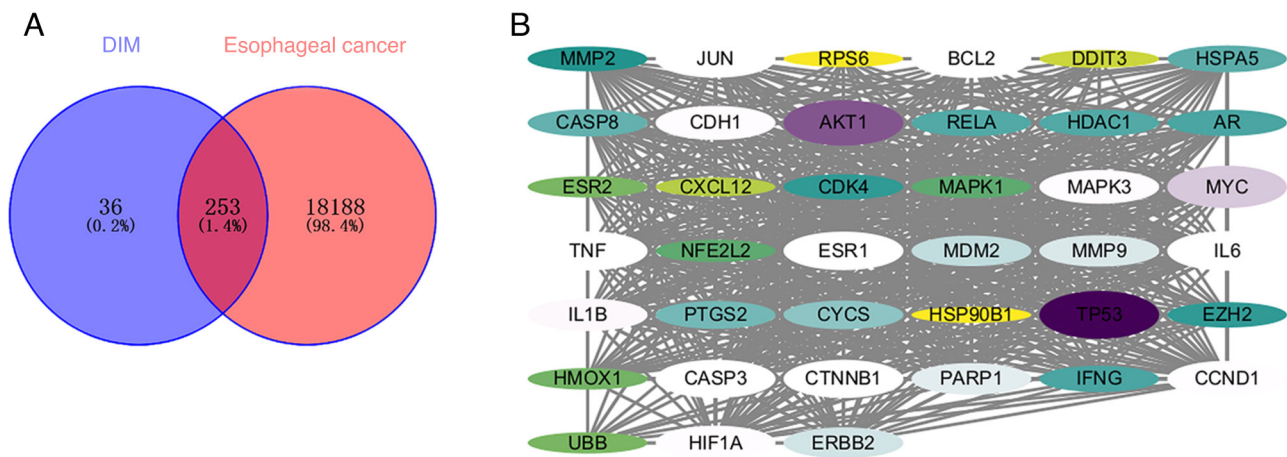 A
DIM
Esophageal cancer
36
(0.2%)
253
(1.4%)
18188
(98.4%)
B
MMP2 JUN RPS6 BCL2 DDIT3 HSPA5
CASP8 CDH1 AKT1 RELA HDAC1 AR
ESR2 CXCL12 CDK4 MAPK1 MAPK3 MYC
TNF NFE2L2 ESR1 MDM2 MMP9 IL6
IL1B PTGS2 CYCS HSP90B1 TP53 EZH2
HMOX1 CASP3 CTNNB1 PARP1 IFNG CCND1
UBB HIF1A ERBB2